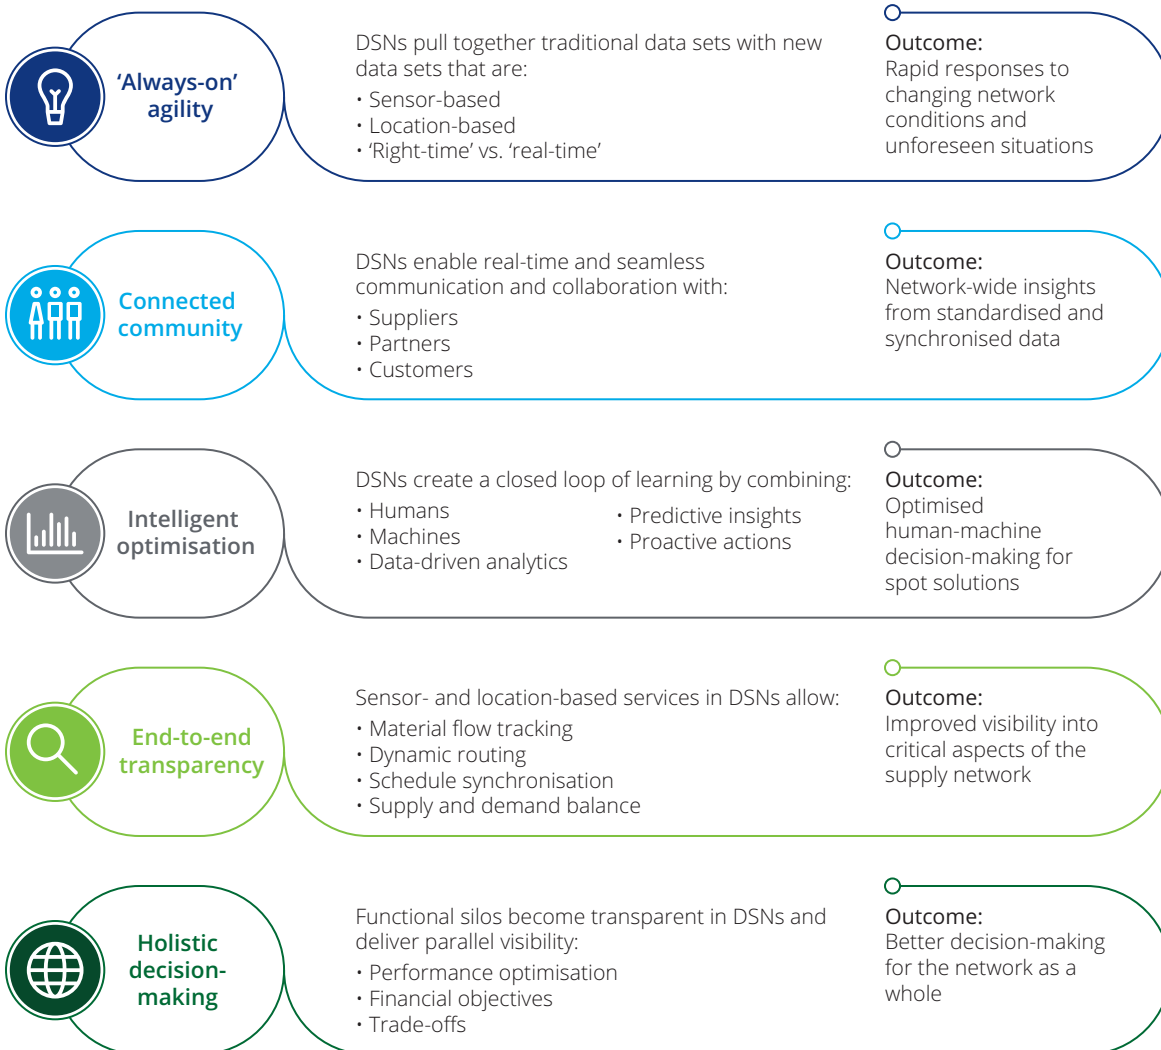 ‘Always-on’
agility
DSNs pull together traditional data sets with new
data sets that are:
• Sensor-based
• Location-based
• ‘Right-time’ vs. ‘real-time’
Outcome:
Rapid responses to
changing network
conditions and
unforeseen situations
Connected
community
DSNs enable real-time and seamless
communication and collaboration with:
• Suppliers
• Partners
• Customers
Outcome:
Network-wide insights
from standardised and
synchronised data
Intelligent
optimisation
DSNs create a closed loop of learning by combining:
• Humans
• Machines
• Data-driven analytics
• Predictive insights
• Proactive actions
Outcome:
Optimised
human-machine
decision-making for
spot solutions
End-to-end
transparency
Sensor- and location-based services in DSNs allow:
• Material flow tracking
• Dynamic routing
• Schedule synchronisation
• Supply and demand balance
Outcome:
Improved visibility into
critical aspects of the
supply network
Holistic
decision-
making
Functional silos become transparent in DSNs and
deliver parallel visibility:
• Performance optimisation
• Financial objectives
• Trade-offs
Outcome:
Better decision-making
for the network as a
whole